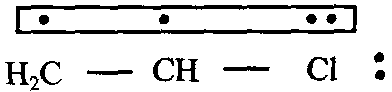 H₂C — CH — Cl :